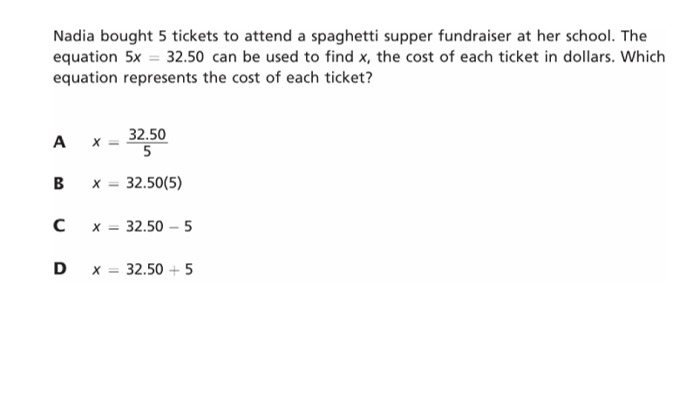 Nadia bought 5 tickets to attend a spaghetti supper fundraiser at her school. The
equation 5x = 32.50 can be used to find x, the cost of each ticket in dollars. Which
equation represents the cost of each ticket?
A x = 32.50/5
B x = 32.50(5)
C x = 32.50 – 5
D x = 32.50 + 5